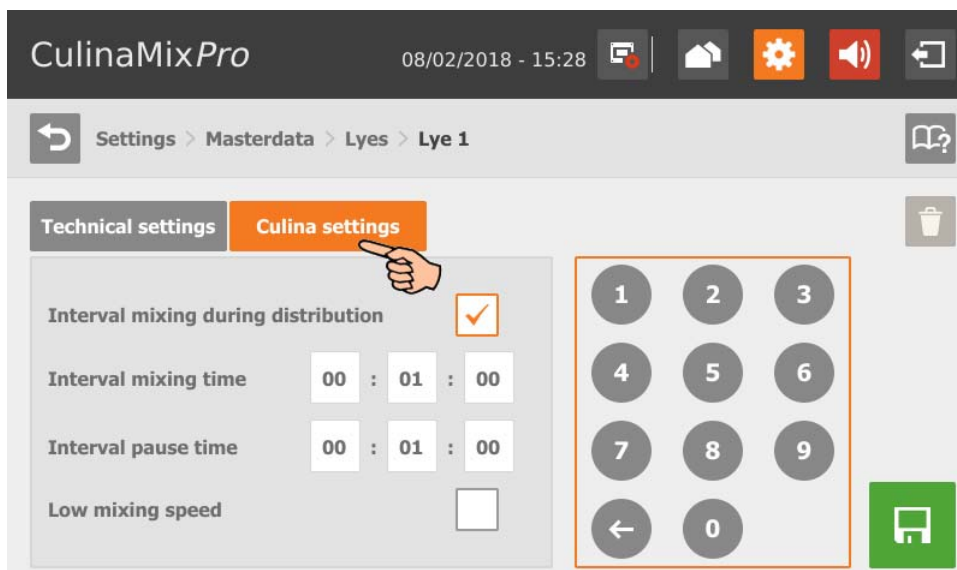 CulinaMixPro
08/02/2018 - 15:28
Settings > Masterdata > Lyes > Lye 1
?
Technical settings
Culina settings
Interval mixing during distribution
Interval mixing time 00 : 01 : 00
Interval pause time 00 : 01 : 00
Low mixing speed
1 2 3
4 5 6
7 8 9
← 0